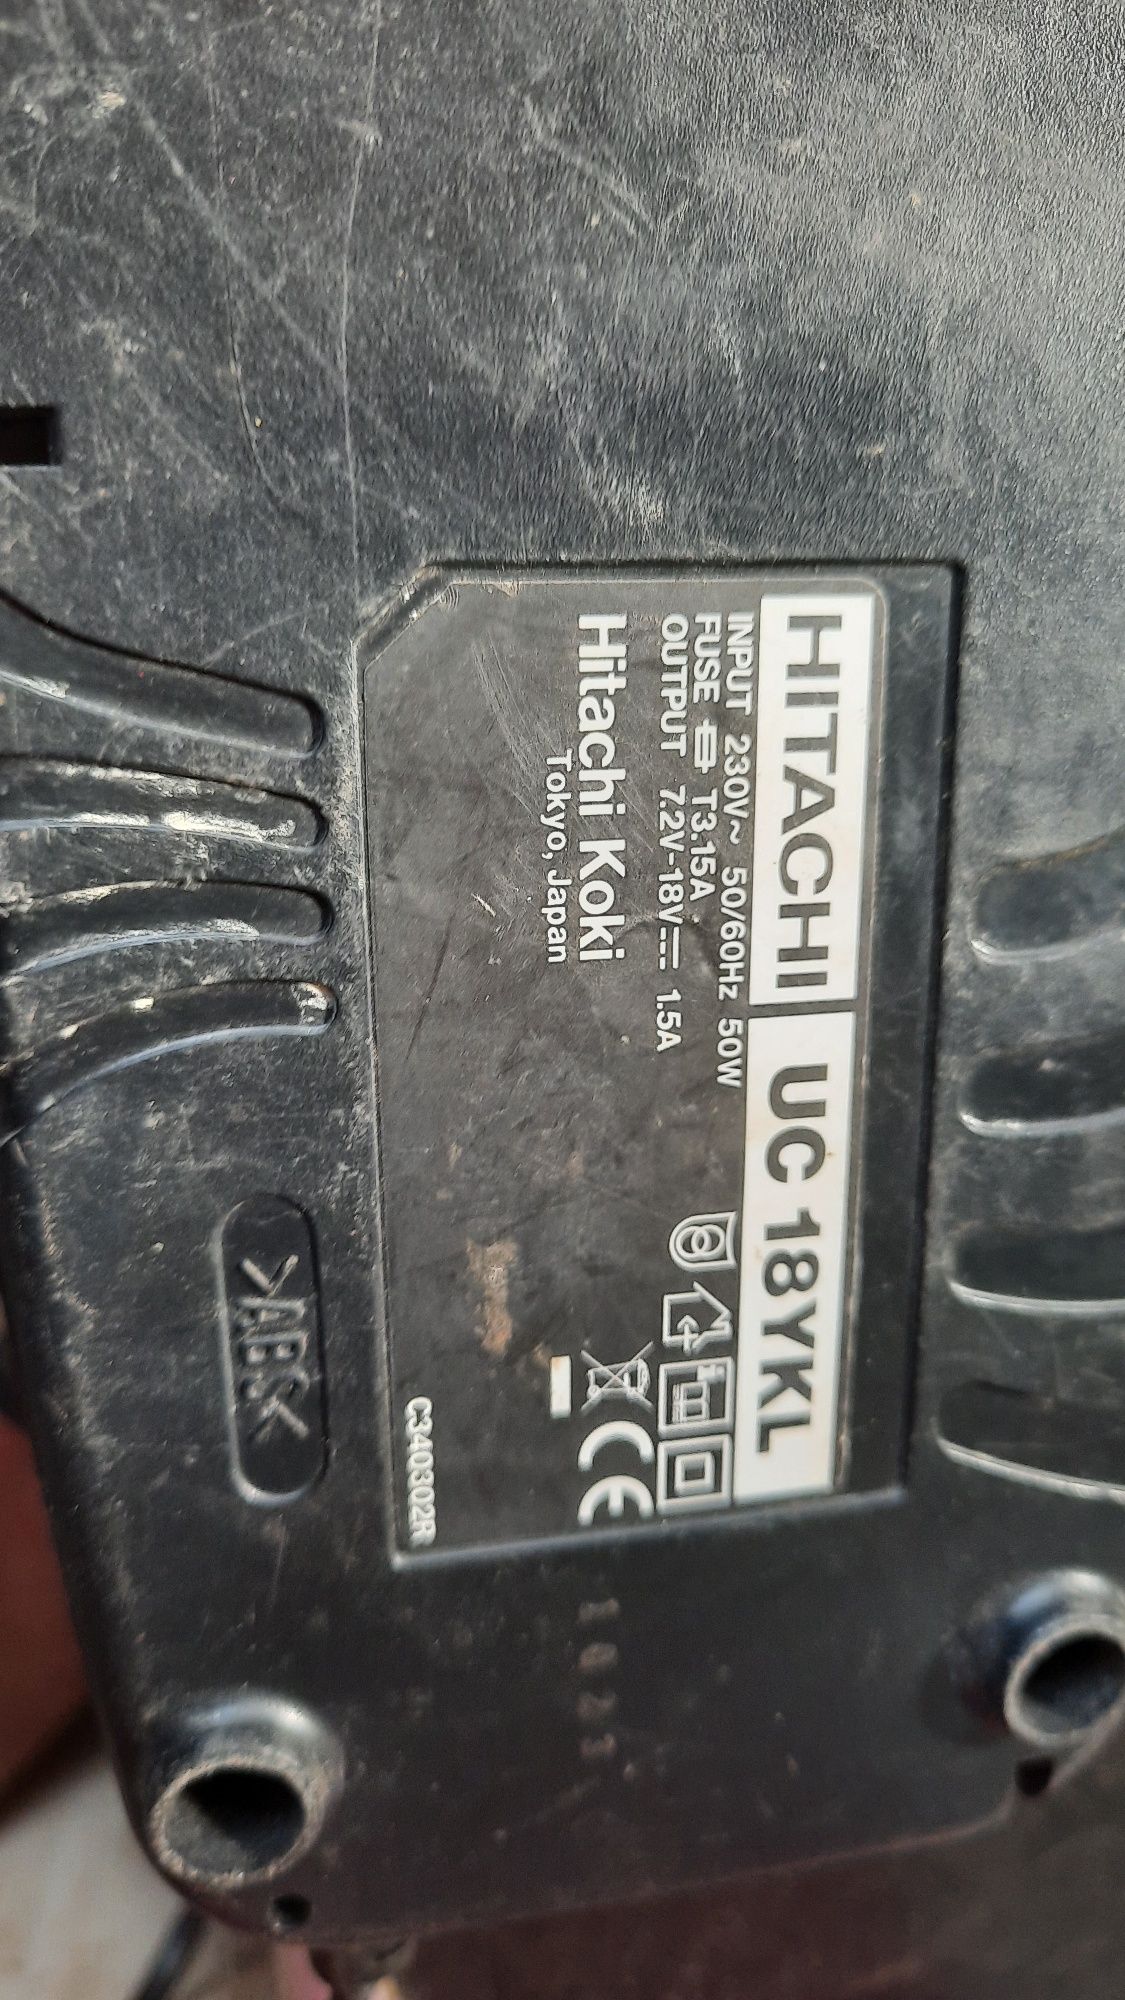 HITACHI UC 18YKL
INPUT 230V~ 50/60Hz 50W
FUSE T3.15A
OUTPUT 7.2V-18V⎓ 1.5A
Hitachi Koki
Tokyo, Japan
CE
C340302R
>ABS<